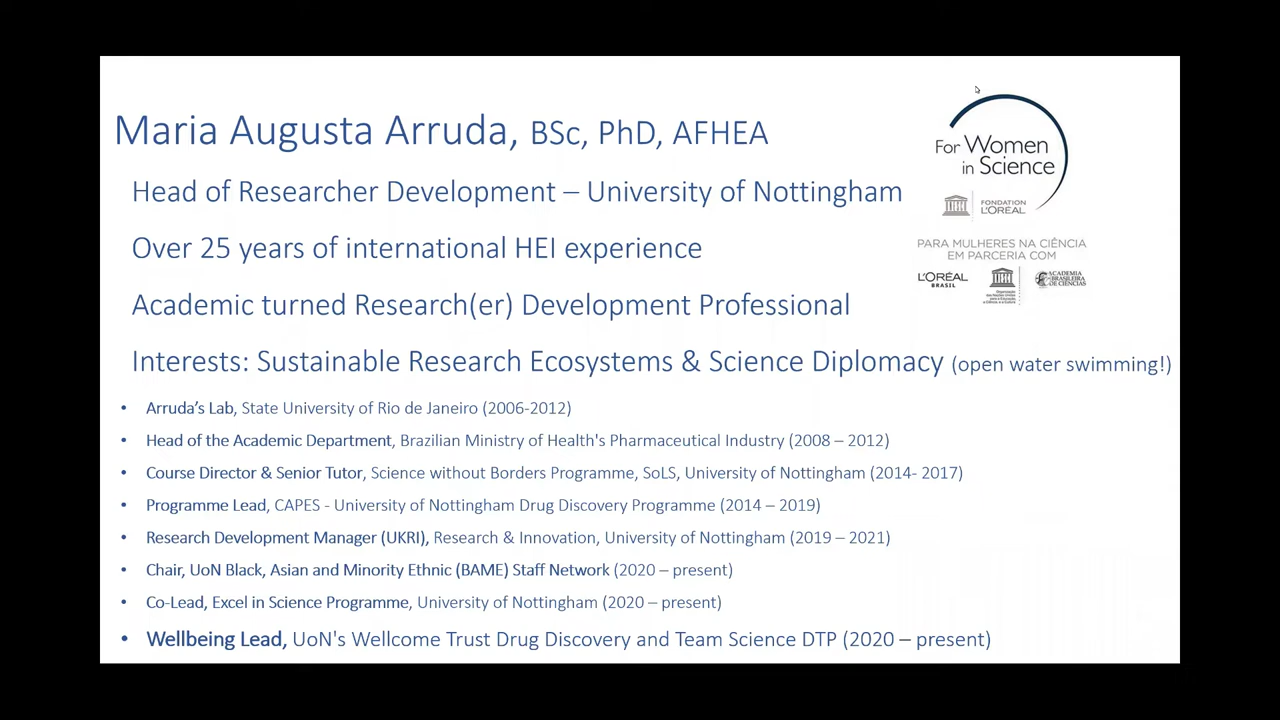 Maria Augusta Arruda, BSc, PhD, AFHEA
Head of Researcher Development – University of Nottingham
Over 25 years of international HEI experience
Academic turned Research(er) Development Professional
Interests: Sustainable Research Ecosystems & Science Diplomacy (open water swimming!)
• Arruda's Lab, State University of Rio de Janeiro (2006-2012)
• Head of the Academic Department, Brazilian Ministry of Health's Pharmaceutical Industry (2008 – 2012)
• Course Director & Senior Tutor, Science without Borders Programme, SoLS, University of Nottingham (2014- 2017)
• Programme Lead, CAPES - University of Nottingham Drug Discovery Programme (2014 – 2019)
• Research Development Manager (UKRI), Research & Innovation, University of Nottingham (2019 – 2021)
• Chair, UoN Black, Asian and Minority Ethnic (BAME) Staff Network (2020 – present)
• Co-Lead, Excel in Science Programme, University of Nottingham (2020 – present)
• Wellbeing Lead, UoN's Wellcome Trust Drug Discovery and Team Science DTP (2020 – present)
For Women
in Science
FONDATION
L'ORÉAL
PARA MULHERES NA CIÊNCIA
EM PARCERIA COM
L'ORÉAL
BRASIL
ACADEMIA
BRASILEIRA
DE CIÊNCIAS